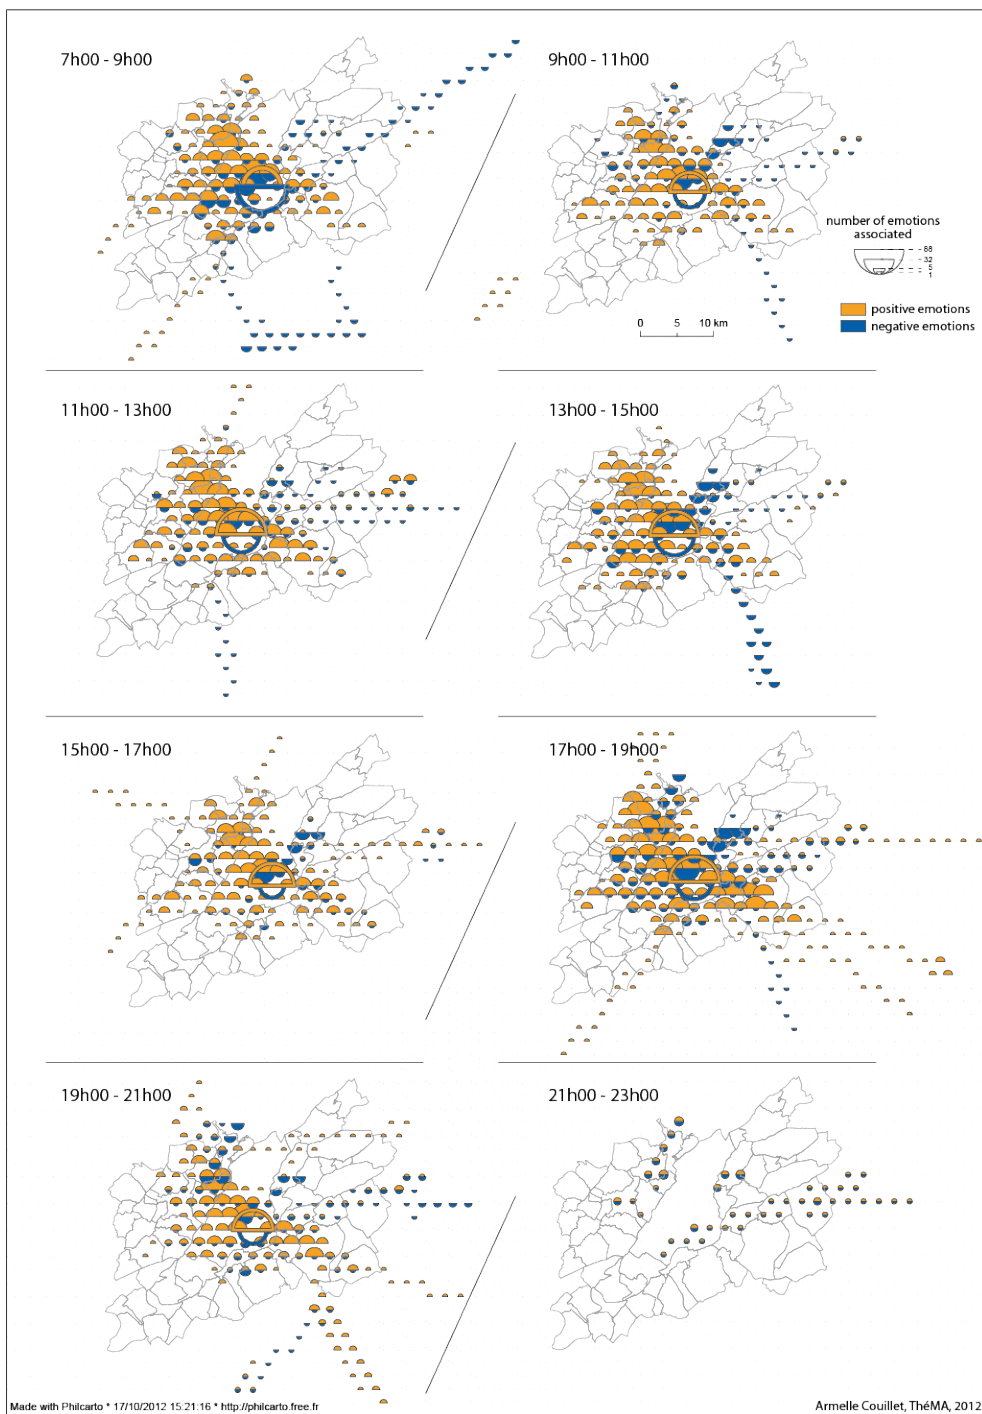 7h00 - 9h00
9h00 - 11h00
number of emotions
associated
88
32
5
1
positive emotions
negative emotions
0 5 10 km
11h00 - 13h00
13h00 - 15h00
15h00 - 17h00
17h00 - 19h00
19h00 - 21h00
21h00 - 23h00
Made with Philcarto * 17/10/2012 15:21:16 * http://philcarto.free.fr
Armelle Couillet, ThéMA, 2012